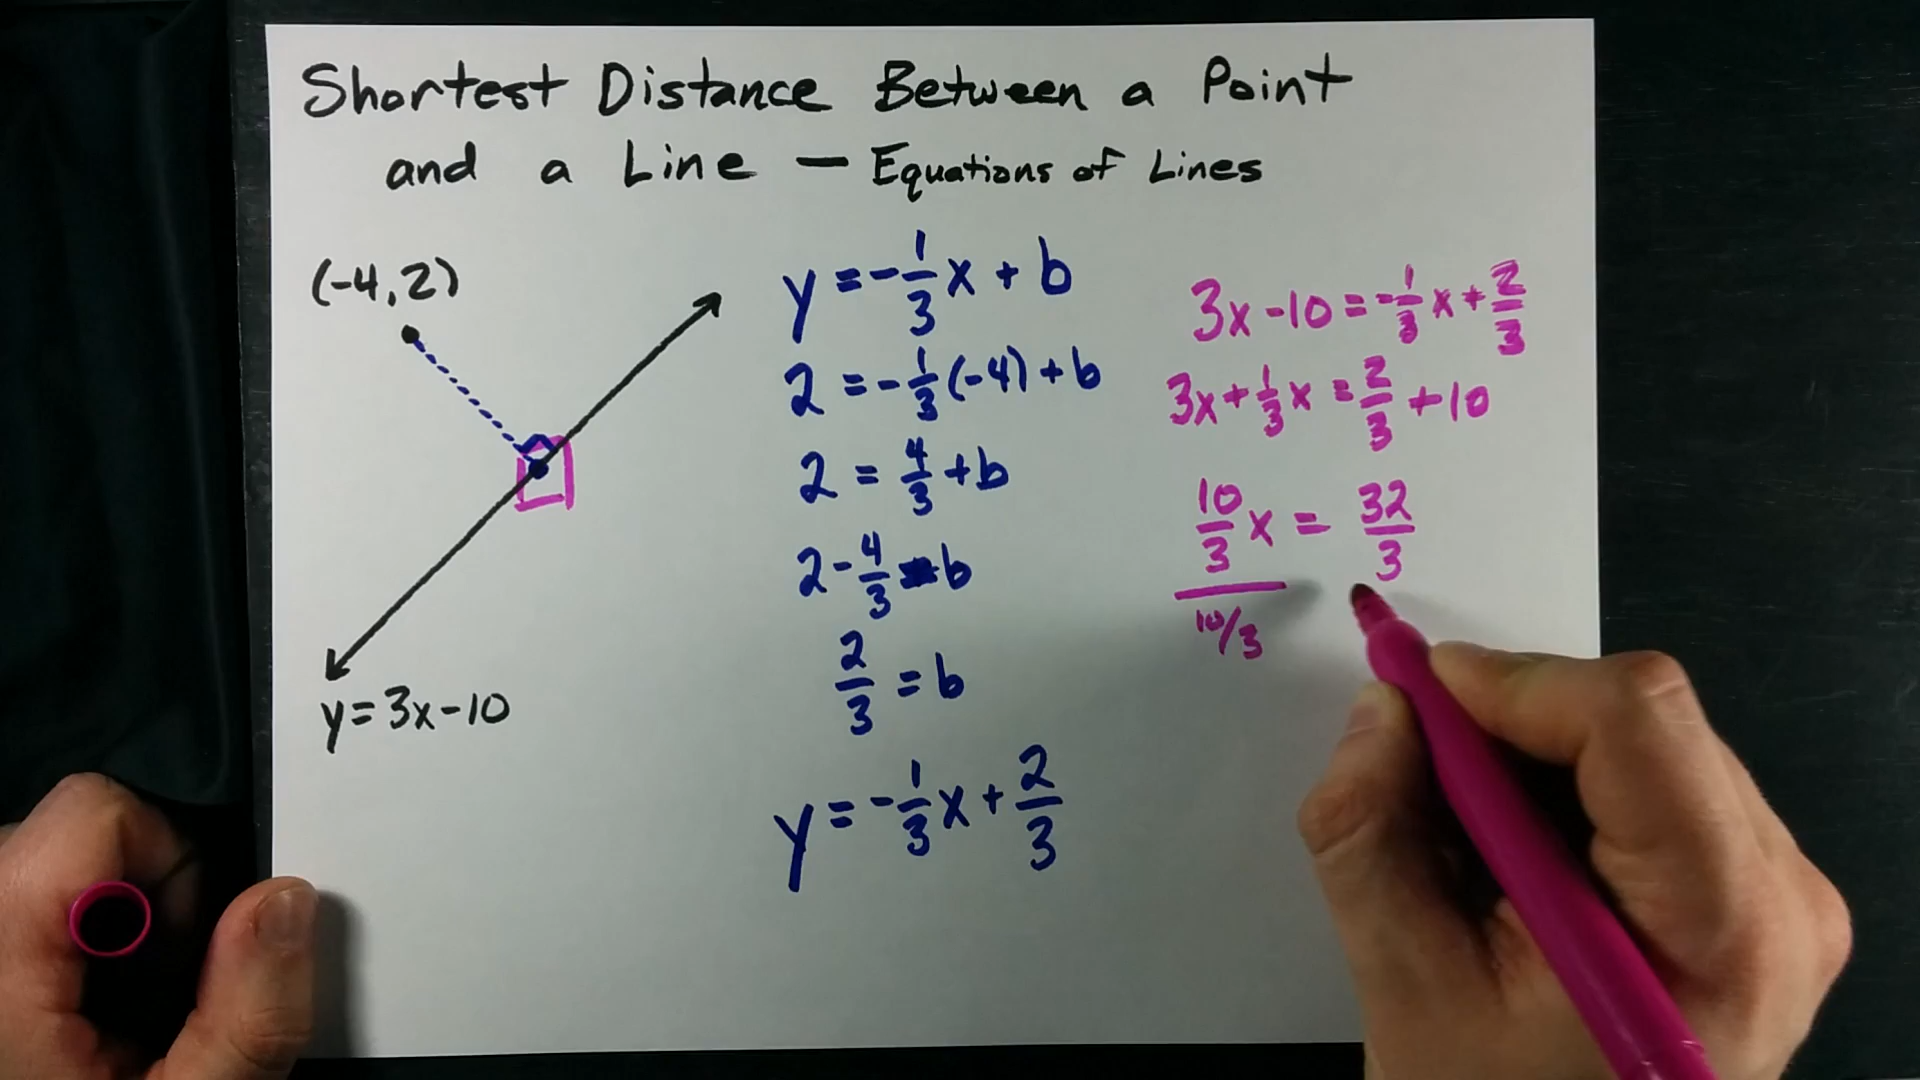 Shortest Distance Between a Point
and a Line — Equations of Lines
(-4,2)
y=3x-10
y = -1/3 x + b
2 = -1/3 (-4) + b
2 = 4/3 + b
2 - 4/3 = b
2/3 = b
y = -1/3 x + 2/3
3x - 10 = -1/3 x + 2/3
3x + 1/3 x = 2/3 + 10
10/3 x = 32/3
10/3